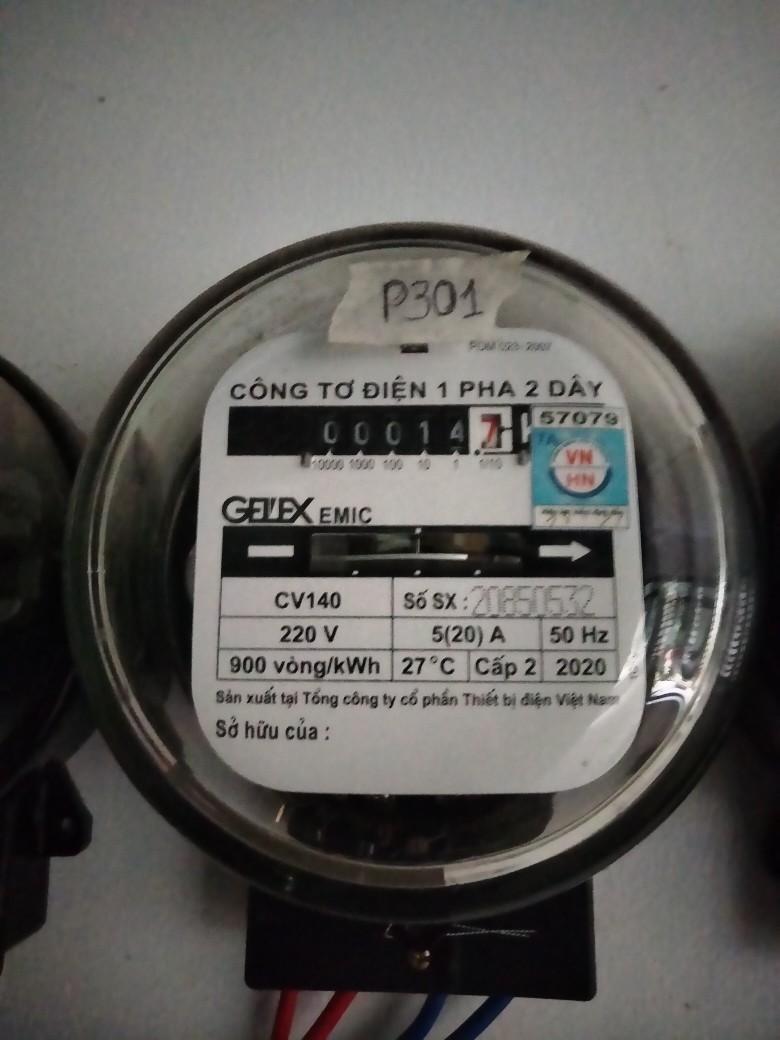 P301
PDM 023-2007
CÔNG TƠ ĐIỆN 1 PHA 2 DÂY
57079
0 0 0 1 4 7
VN
HN
10000 1000 100 10 1 1/10
GELEX EMIC
CV140 Số SX : 20850532
220 V 5(20) A 50 Hz
900 vòng/kWh 27°C Cấp 2 2020
Sản xuất tại Tổng công ty cổ phần Thiết bị điện Việt Nam
Sở hữu của :